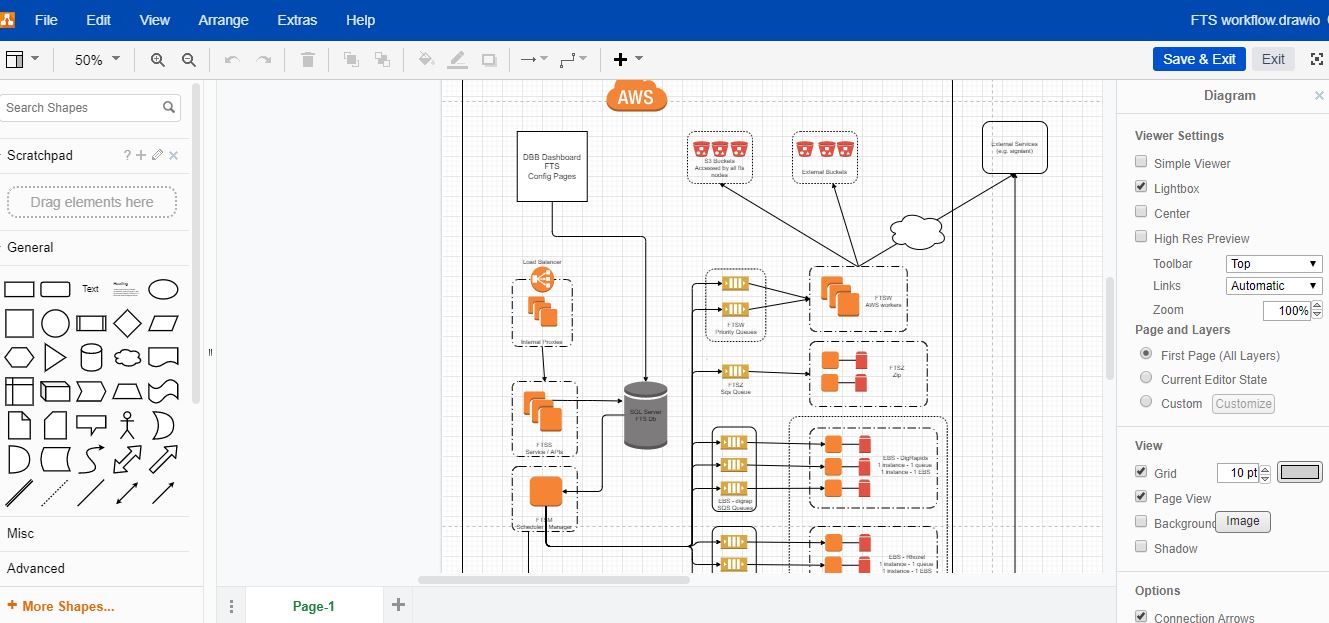 File Edit View Arrange Extras Help FTS workflow.drawio
50% Save & Exit Exit
Search Shapes
Scratchpad ?
Drag elements here
General
Text
Heading
Misc
Advanced
+ More Shapes...
AWS
DBB Dashboard
FTS
Config Pages
S3 Buckets
Accessed by all fts
nodes
External Buckets
External Services
(e.g. signiant)
Load Balancer
Internal Proxies
FTSW
Priority Queues
FTSW
AWS workers
FTSZ
Sqs Queue
FTSZ
Zip
FTSS
Service / APIs
SQL Server
FTS Db
FTSM
Scheduler / Manager
EBS - digirap
SQS Queues
EBS - DigiRapids
1 instance - 1 queue
1 instance - 1 EBS
EBS - Rhozet
1 instance - 1 queue
1 instance - 1 EBS
Page-1
Diagram
Viewer Settings
Simple Viewer
Lightbox
Center
High Res Preview
Toolbar Top
Links Automatic
Zoom 100%
Page and Layers
First Page (All Layers)
Current Editor State
Custom Customize
View
Grid 10 pt
Page View
Background Image
Shadow
Options
Connection Arrows